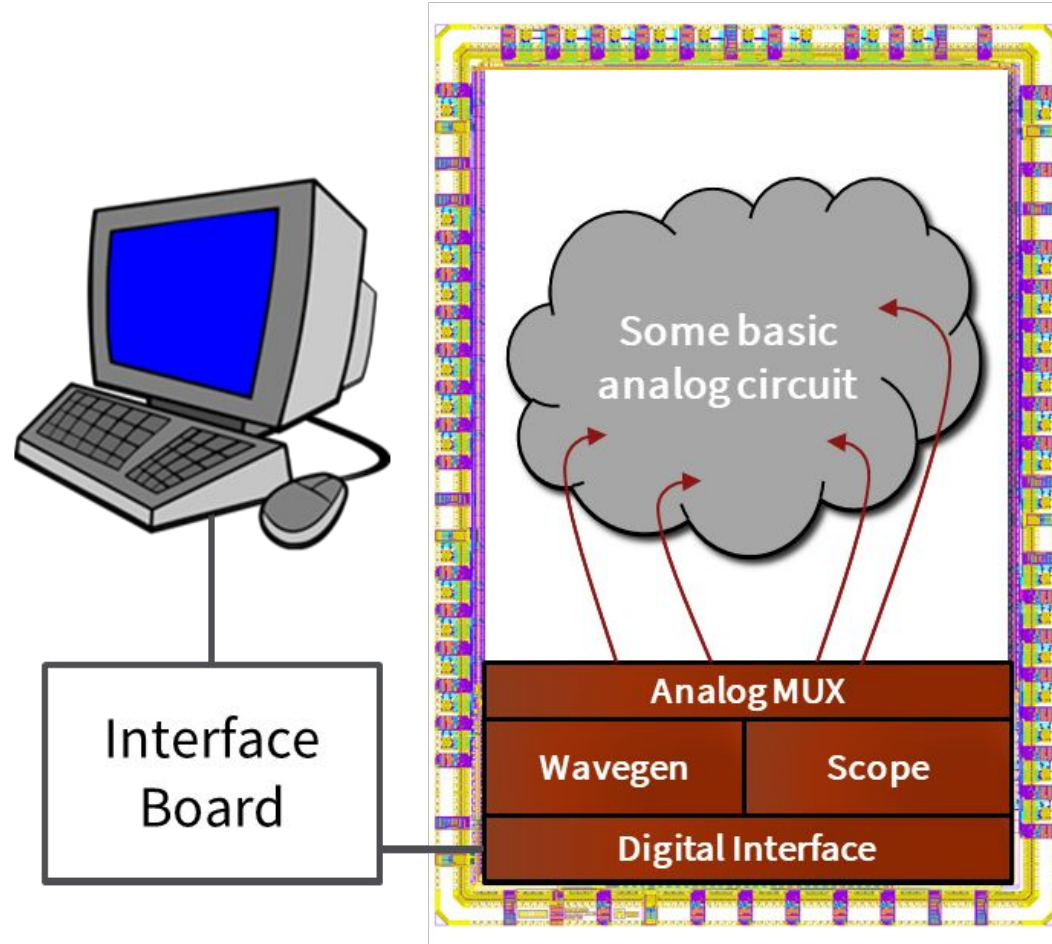 Some basic
analog circuit
Analog MUX
Wavegen
Scope
Digital Interface
Interface
Board